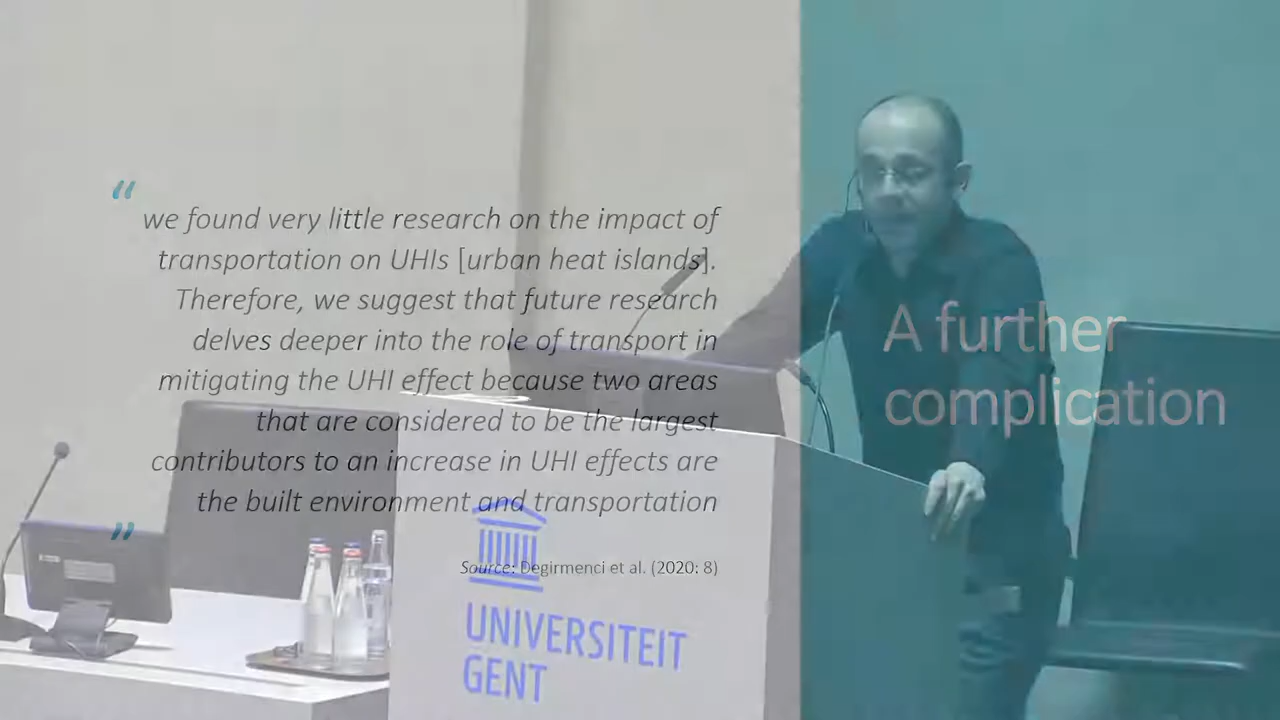 “
we found very little research on the impact of
transportation on UHIs [urban heat islands].
Therefore, we suggest that future research
delves deeper into the role of transport in
mitigating the UHI effect because two areas
that are considered to be the largest
contributors to an increase in UHI effects are
the built environment and transportation
”
Source: Degirmenci et al. (2020: 8)
A further
complication
UNIVERSITEIT
GENT